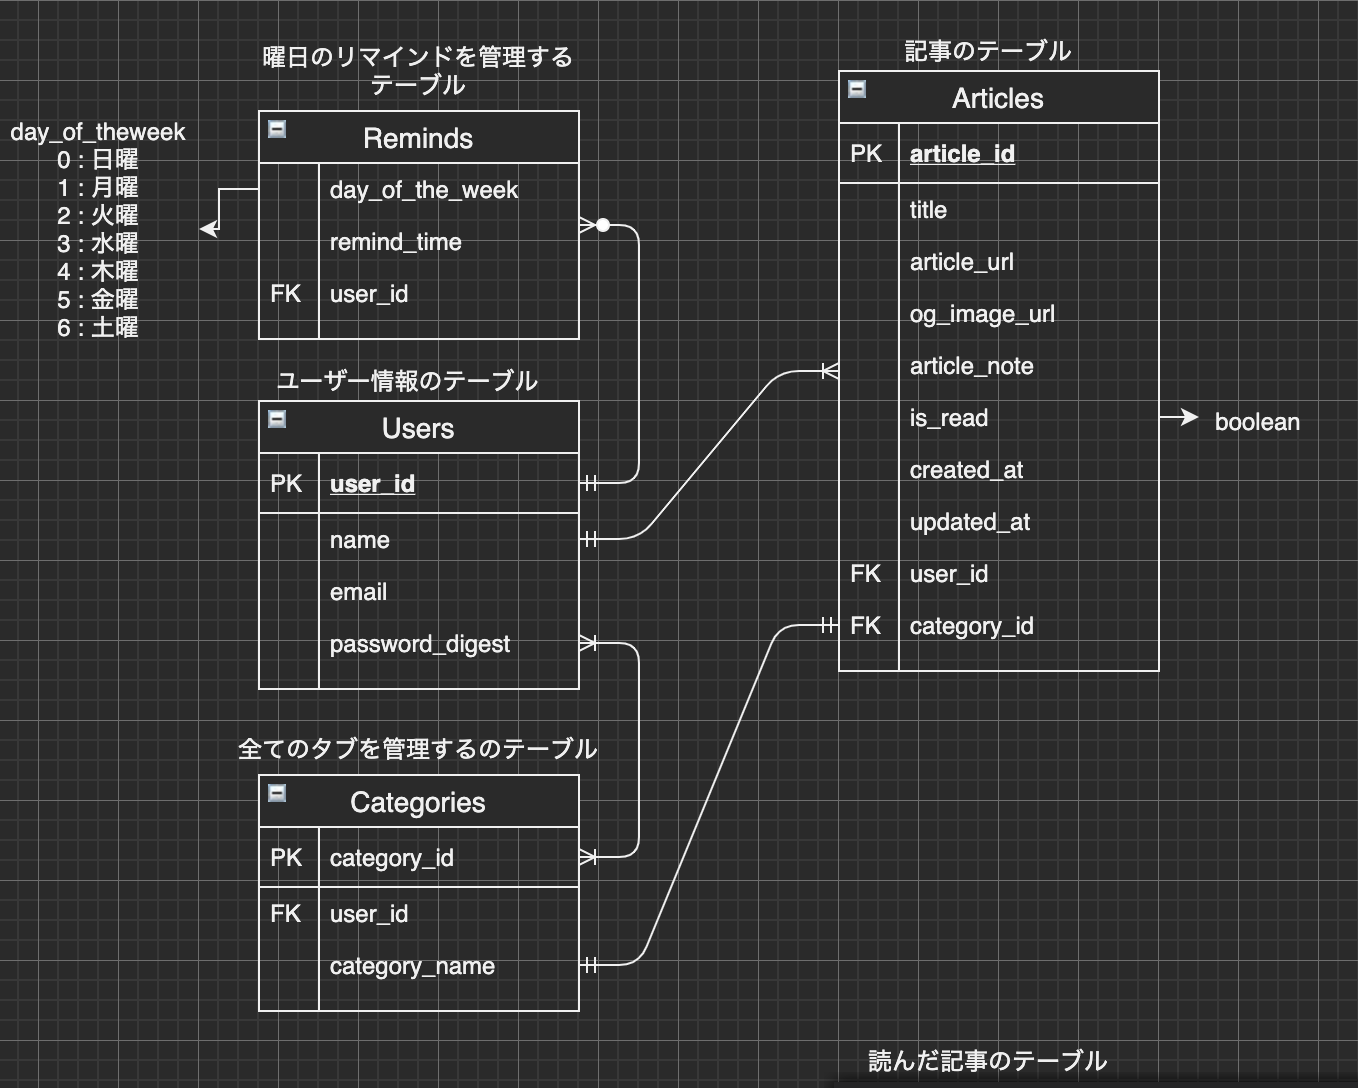 曜日のリマインドを管理する
テーブル
day_of_theweek
0 : 日曜
1 : 月曜
2 : 火曜
3 : 水曜
4 : 木曜
5 : 金曜
6 : 土曜
Reminds
day_of_the_week
remind_time
FK user_id
ユーザー情報のテーブル
Users
PK user_id
name
email
password_digest
全てのタブを管理するのテーブル
Categories
PK category_id
FK user_id
category_name
記事のテーブル
Articles
PK article_id
title
article_url
og_image_url
article_note
is_read
boolean
created_at
updated_at
FK user_id
FK category_id
読んだ記事のテーブル